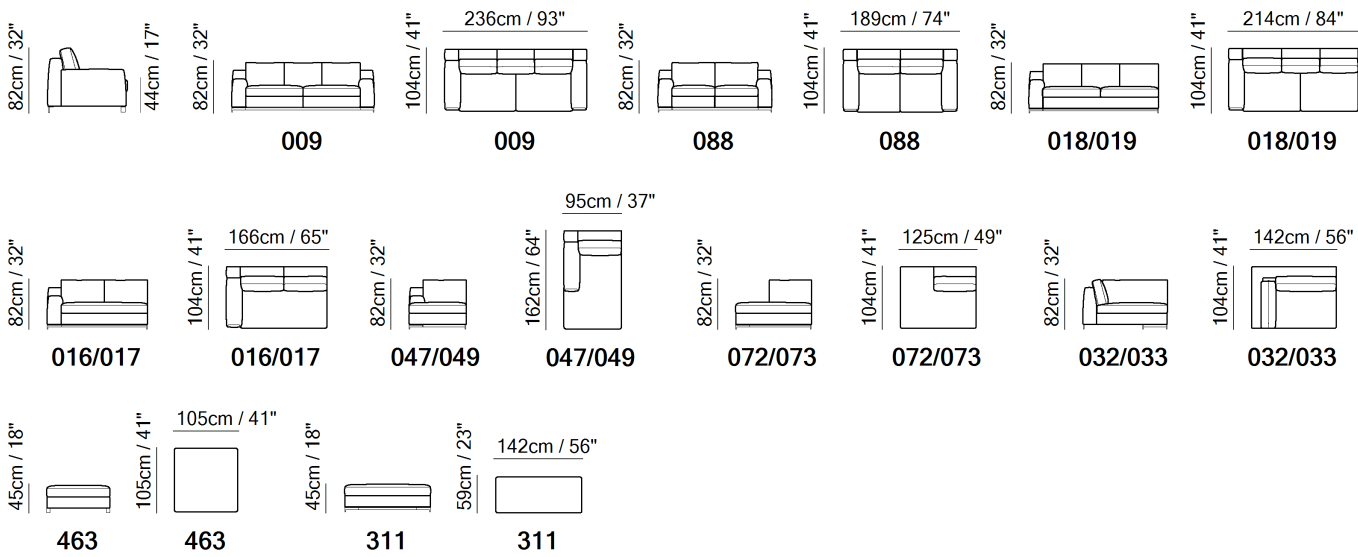 82cm / 32"
44cm / 17"
82cm / 32"
009
104cm / 41"
236cm / 93"
009
82cm / 32"
088
104cm / 41"
189cm / 74"
088
82cm / 32"
018/019
104cm / 41"
214cm / 84"
018/019
82cm / 32"
016/017
104cm / 41"
166cm / 65"
016/017
82cm / 32"
047/049
162cm / 64"
95cm / 37"
047/049
82cm / 32"
072/073
104cm / 41"
125cm / 49"
072/073
82cm / 32"
032/033
104cm / 41"
142cm / 56"
032/033
45cm / 18"
463
105cm / 41"
105cm / 41"
463
45cm / 18"
311
59cm / 23"
142cm / 56"
311